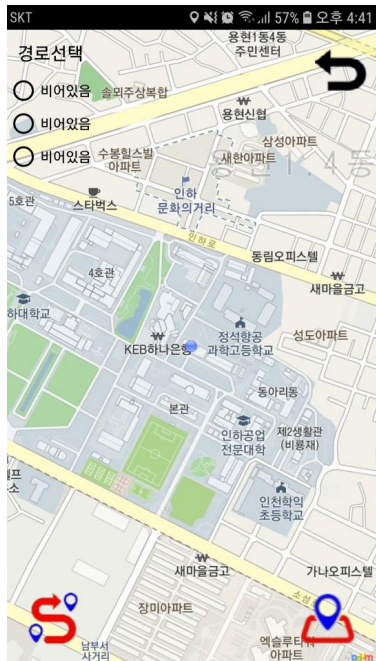 SKT
57%
오후 4:41
경로선택
비어있음
비어있음
비어있음
용현1동4동
주민센터
솔외주상복합
용현신협
삼성아파트
수봉힐스빌
아파트
새한아파트
인하
문화의거리
5호관
스타벅스
인하로
동림오피스텔
4호관
새마을금고
하대학교
KEB하나은행
정석항공
과학고등학교
성도아파트
동아리동
본관
인하공업
전문대학
제2생활관
(비룡재)
인천학익
초등학교
새마을금고
가나오피스텔
장미아파트
남부서
사거리
엑슬루타워
아파트